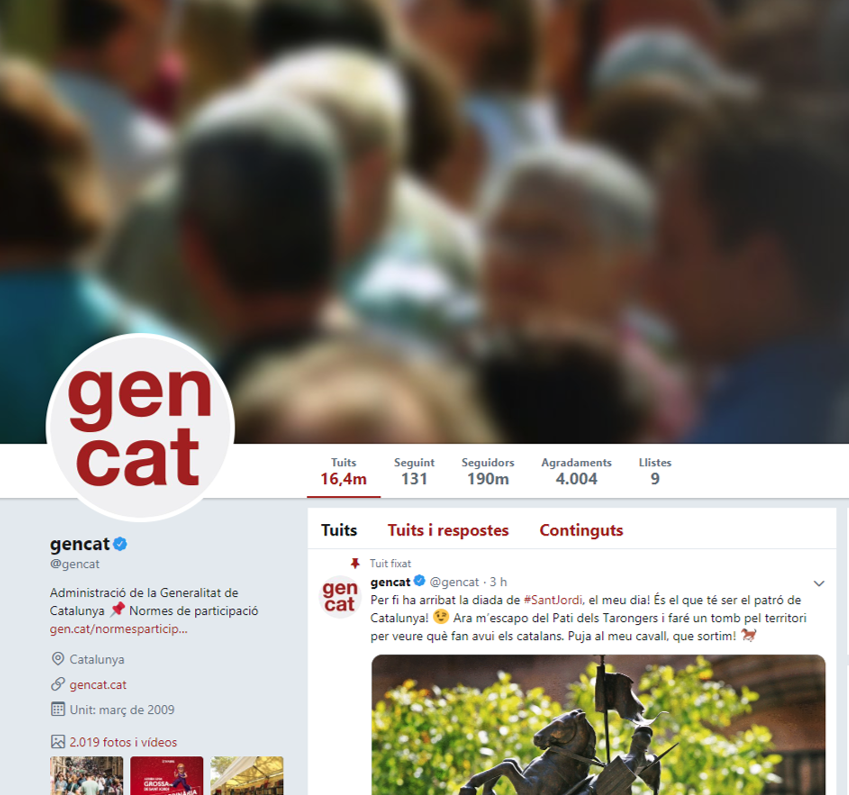 gen
cat
Tuits Seguint Seguidors Agradaments Llistes
16,4m 131 190m 4.004 9
gencat
@gencat
Administració de la Generalitat de
Catalunya 📌 Normes de participació
gen.cat/normesparticip...
Catalunya
gencat.cat
Unit: març de 2009
2.019 fotos i vídeos
GROSSA
Tuits Tuits i respostes Continguts
Tuit fixat
gen
cat
gencat @gencat · 3 h
Per fi ha arribat la diada de #SantJordi, el meu dia! És el que té ser el patró de
Catalunya! 😉 Ara m'escapo del Pati dels Tarongers i faré un tomb pel territori
per veure què fan avui els catalans. Puja al meu cavall, que sortim! 🐎